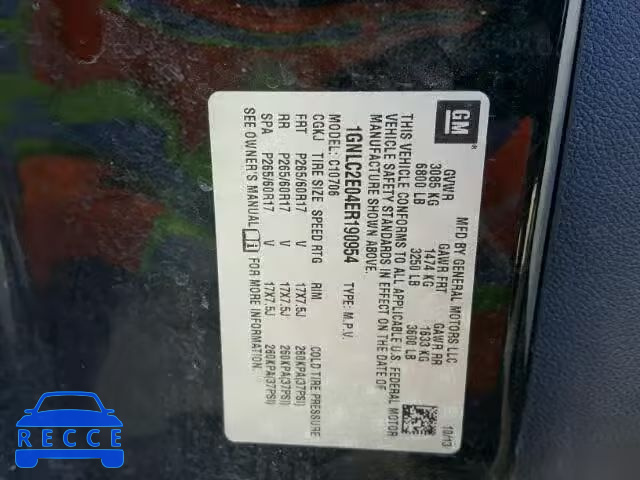 GM
MFD BY GENERAL MOTORS LLC
10/13
GVWR GAWR FRT GAWR RR
3085 KG 1474 KG 1633 KG
6800 LB 3250 LB 3600 LB
THIS VEHICLE CONFORMS TO ALL APPLICABLE U.S. FEDERAL MOTOR
VEHICLE SAFETY STANDARDS IN EFFECT ON THE DATE OF
MANUFACTURE SHOWN ABOVE.
1GNLC2E04ER190954 TYPE: M.P.V.
MODEL: C10706
CGKJ TIRE SIZE SPEED RTG RIM COLD TIRE PRESSURE
FRT P265/60R17 V 17X7.5J 260KPA(37PSI)
RR P265/60R17 V 17X7.5J 260KPA(37PSI)
SPA P265/60R17 V 17X7.5J 260KPA(37PSI)
SEE OWNER'S MANUAL i FOR MORE INFORMATION.
RECCE